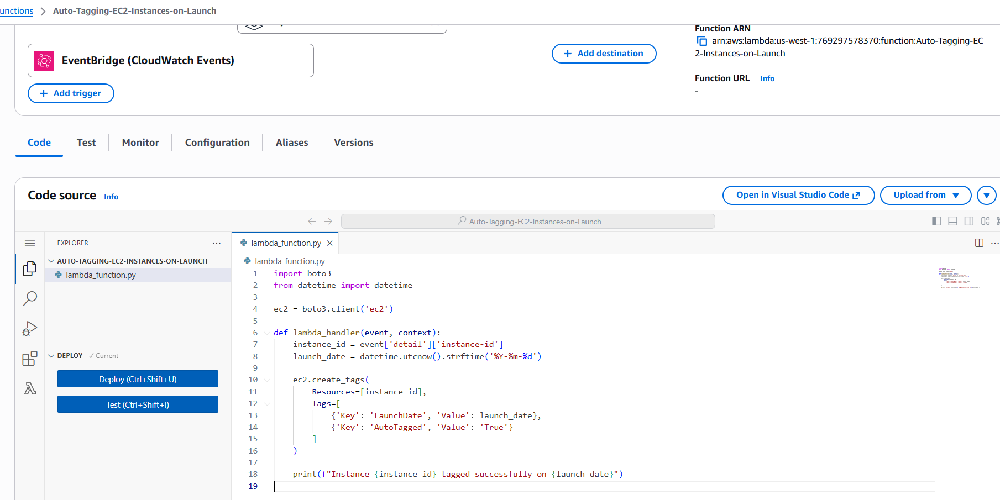 unctions > Auto-Tagging-EC2-Instances-on-Launch
EventBridge (CloudWatch Events)
+ Add trigger
+ Add destination
Function ARN
arn:aws:lambda:us-west-1:769297578370:function:Auto-Tagging-EC
2-Instances-on-Launch
Function URL Info
-
Code
Test
Monitor
Configuration
Aliases
Versions
Code source Info
Open in Visual Studio Code
Upload from
Auto-Tagging-EC2-Instances-on-Launch
EXPLORER
AUTO-TAGGING-EC2-INSTANCES-ON-LAUNCH
lambda_function.py
DEPLOY ✓ Current
Deploy (Ctrl+Shift+U)
Test (Ctrl+Shift+I)
lambda_function.py
lambda_function.py
1 import boto3
2 from datetime import datetime
3
4 ec2 = boto3.client('ec2')
5
6 def lambda_handler(event, context):
7     instance_id = event['detail']['instance-id']
8     launch_date = datetime.utcnow().strftime('%Y-%m-%d')
9
10     ec2.create_tags(
11         Resources=[instance_id],
12         Tags=[
13             {'Key': 'LaunchDate', 'Value': launch_date},
14             {'Key': 'AutoTagged', 'Value': 'True'}
15         ]
16     )
17
18     print(f"Instance {instance_id} tagged successfully on {launch_date}")
19